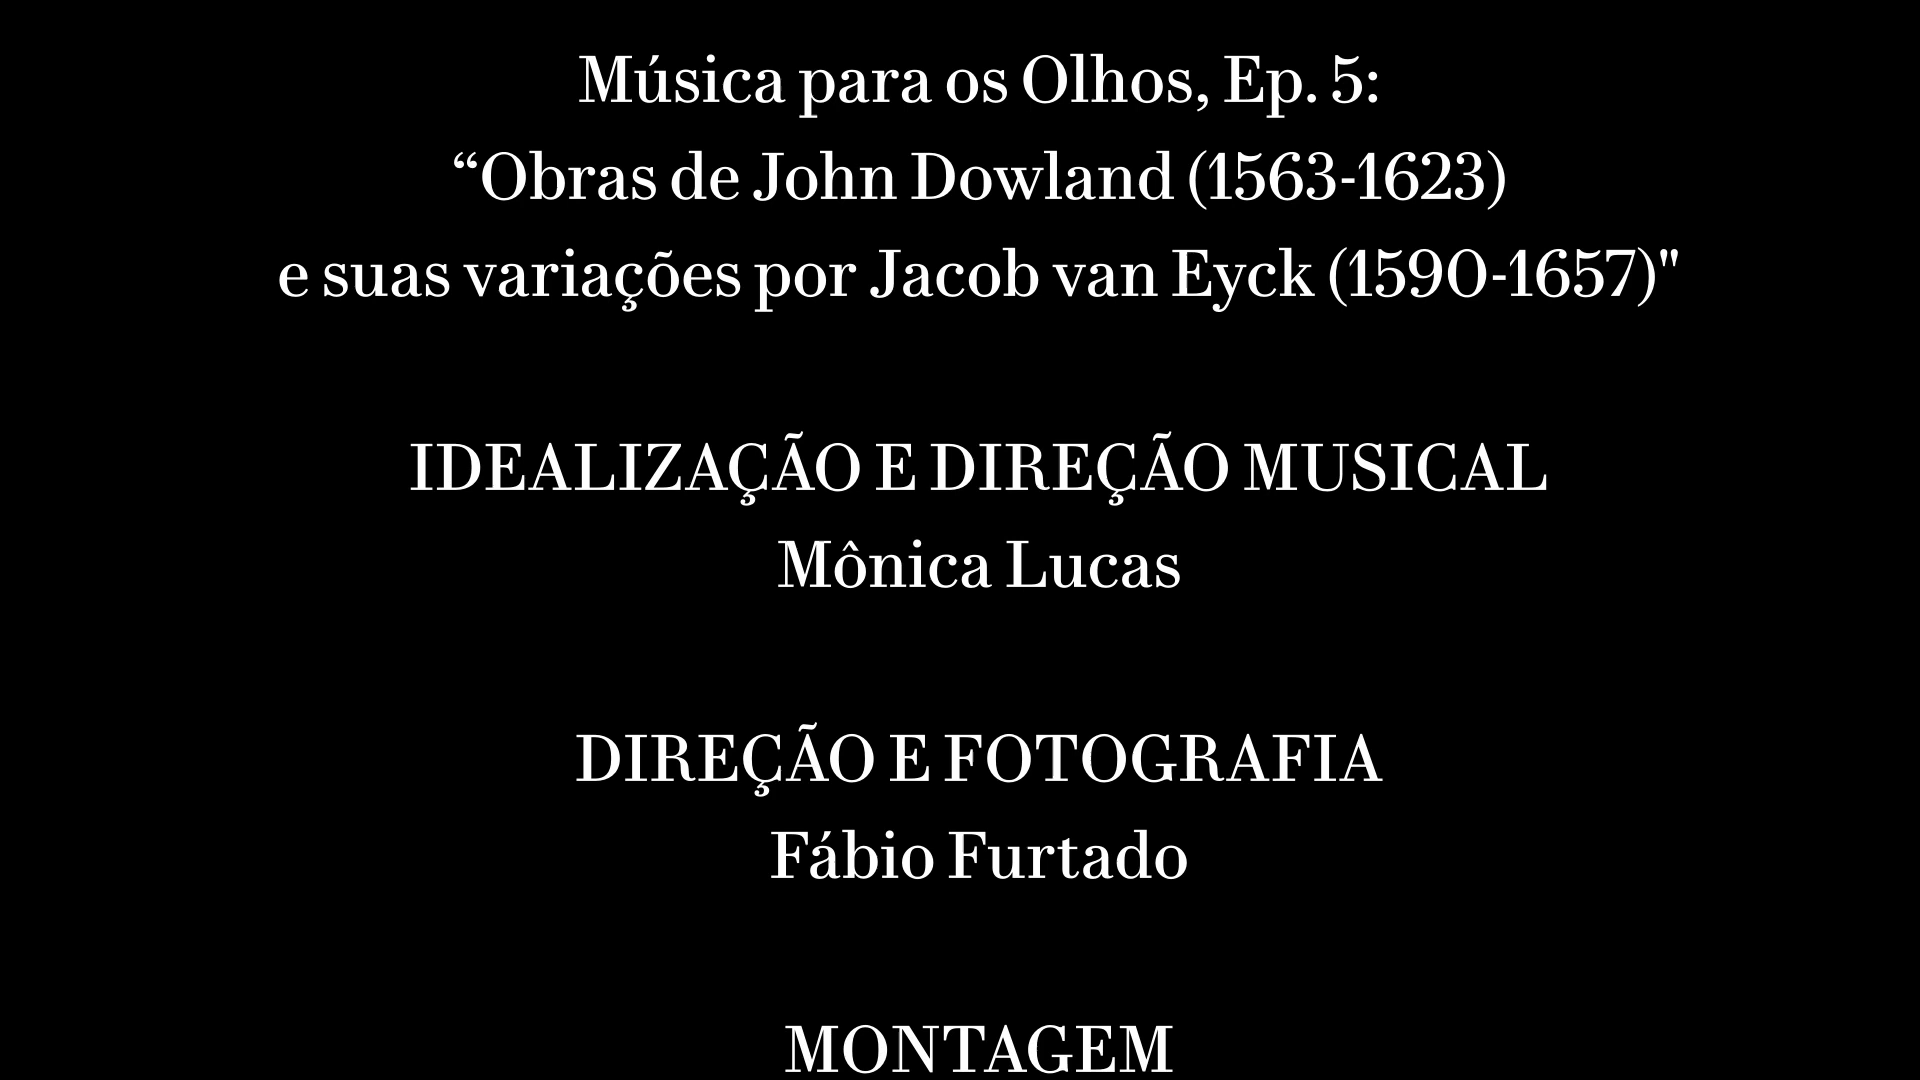 Música para os Olhos, Ep. 5:
“Obras de John Dowland (1563-1623)
e suas variações por Jacob van Eyck (1590-1657)"
IDEALIZAÇÃO E DIREÇÃO MUSICAL
Mônica Lucas
DIREÇÃO E FOTOGRAFIA
Fábio Furtado
MONTAGEM